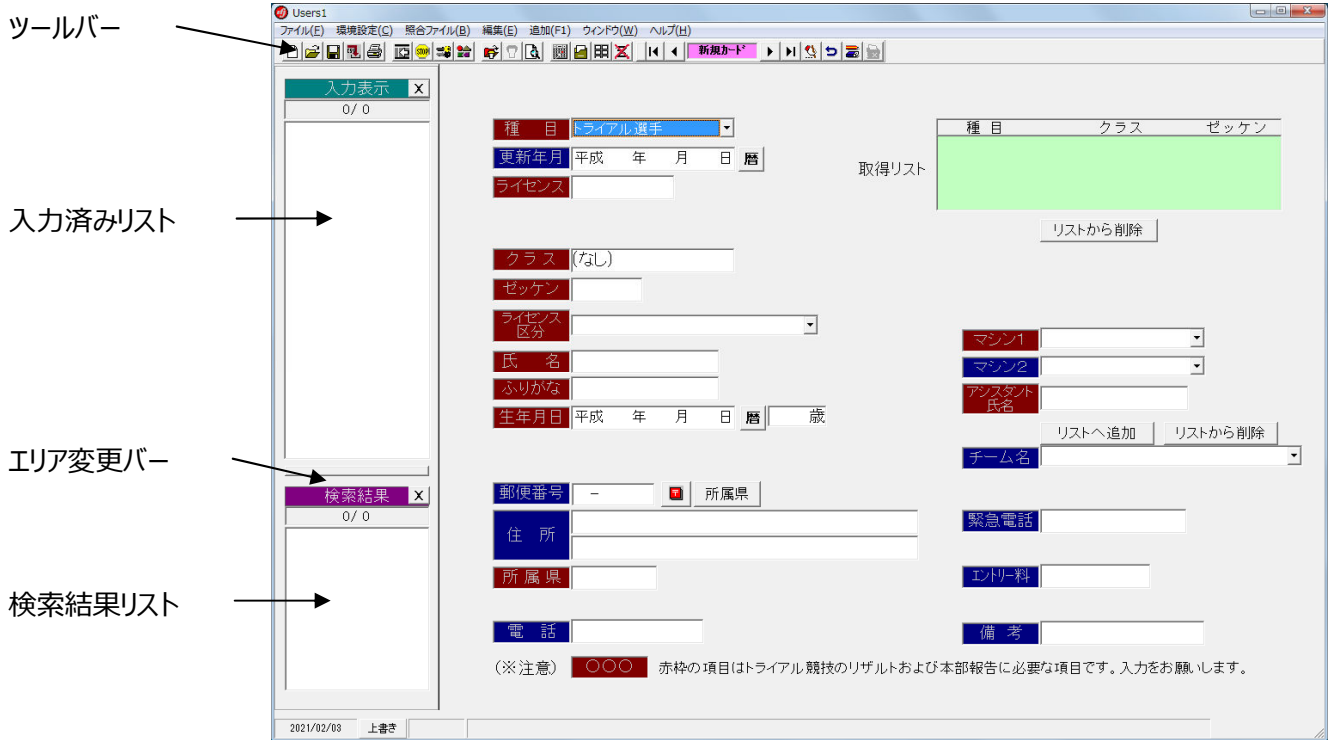 ツールバー
入力済みリスト
エリア変更バー
検索結果リスト
Users1
ファイル(F) 環境設定(C) 照合ファイル(B) 編集(E) 追加(F1) ウィンドウ(W) ヘルプ(H)
STOP
新規カード
入力表示 X
0/ 0
検索結果 X
0/ 0
種 目 トライアル選手
更新年月 平成 年 月 日 暦
ライセンス
種 目 クラス ゼッケン
取得リスト
リストから削除
クラス (なし)
ゼッケン
ライセンス
区分
氏 名
ふりがな
生年月日 平成 年 月 日 暦 歳
マシン1
マシン2
アシスタント
氏名
リストへ追加 リストから削除
チーム名
郵便番号 － 〒 所属県
住 所
所属県
電 話
緊急電話
エントリー料
備 考
(※注意) ○○○ 赤枠の項目はトライアル競技のリザルトおよび本部報告に必要な項目です。入力をお願いします。
2021/02/03 上書き